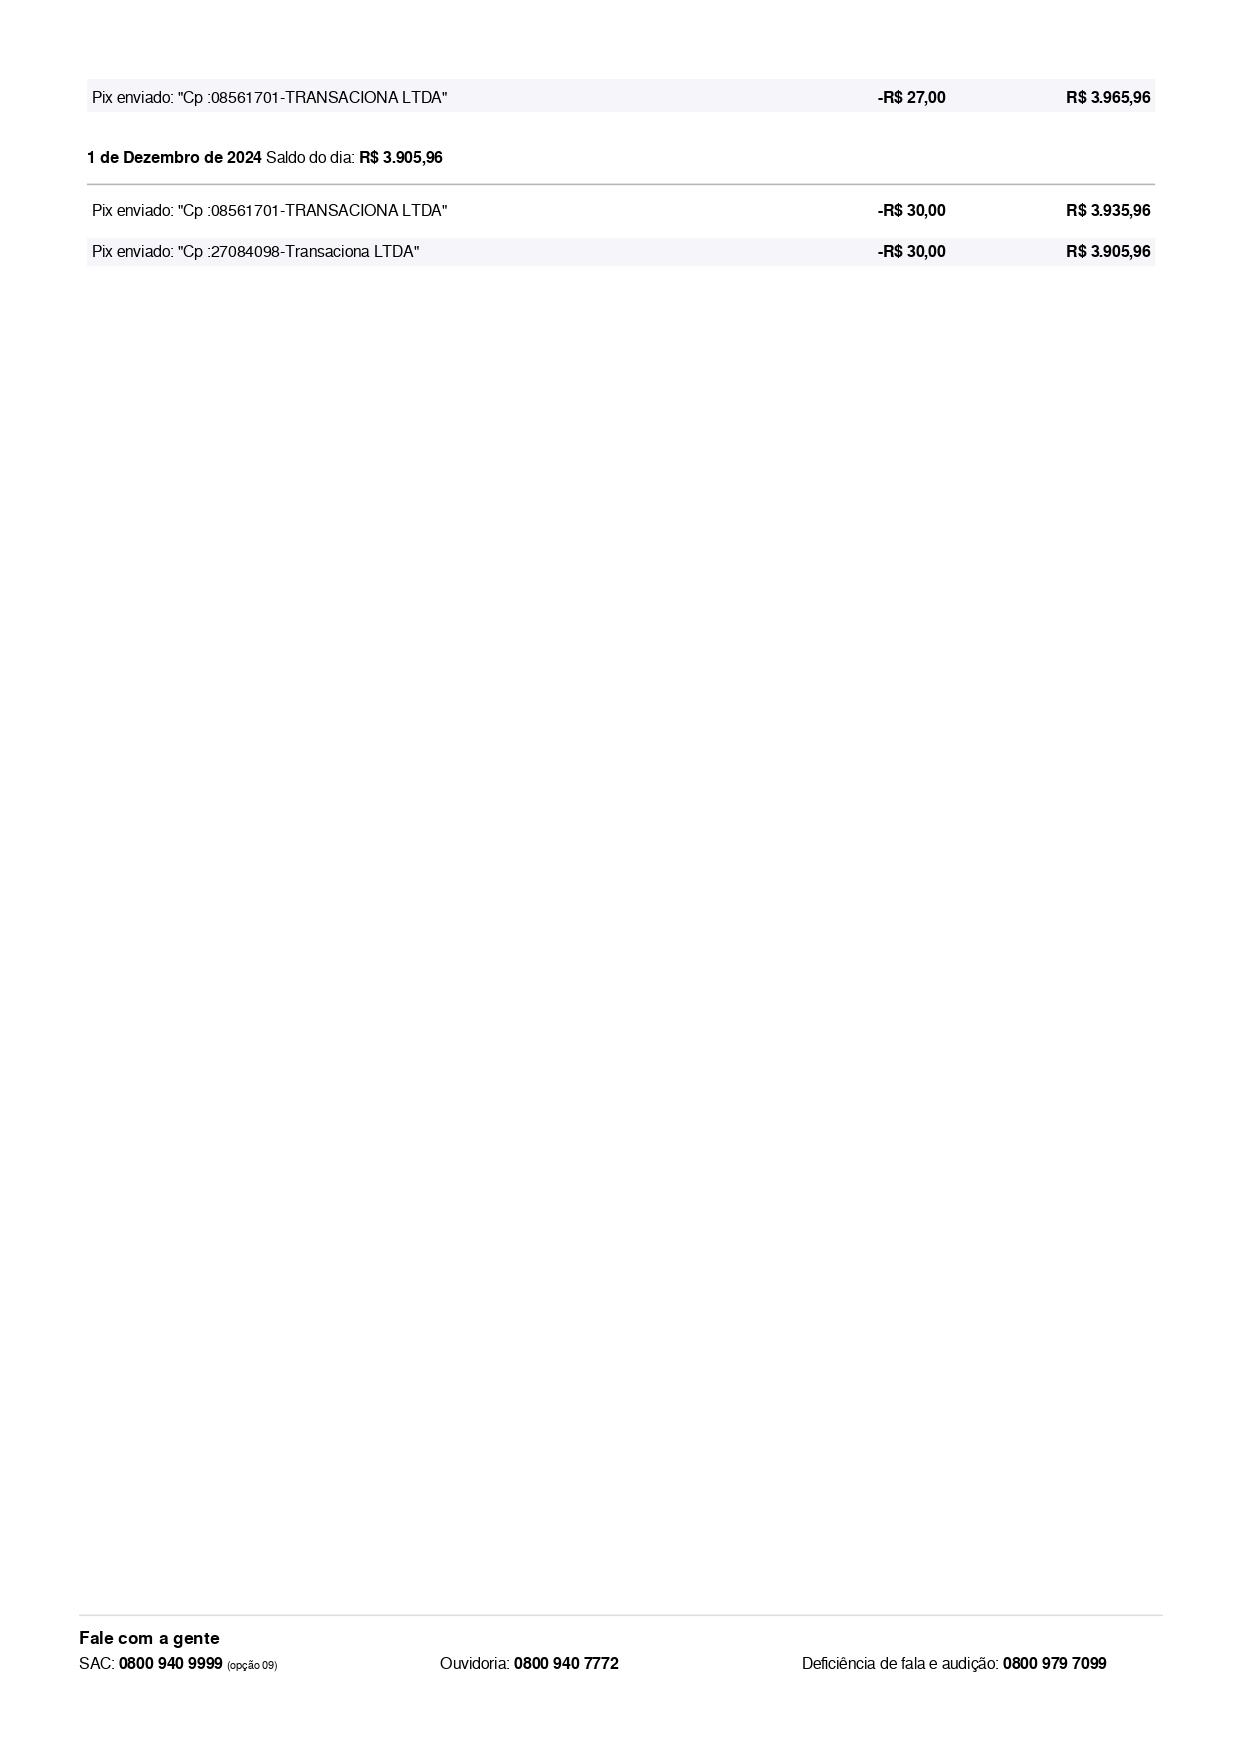 Pix enviado: "Cp :08561701-TRANSACIONA LTDA" -R$ 27,00 R$ 3.965,96
1 de Dezembro de 2024 Saldo do dia: R$ 3.905,96
Pix enviado: "Cp :08561701-TRANSACIONA LTDA" -R$ 30,00 R$ 3.935,96
Pix enviado: "Cp :27084098-Transaciona LTDA" -R$ 30,00 R$ 3.905,96
Fale com a gente
SAC: 0800 940 9999 (opção 09) Ouvidoria: 0800 940 7772 Deficiência de fala e audição: 0800 979 7099